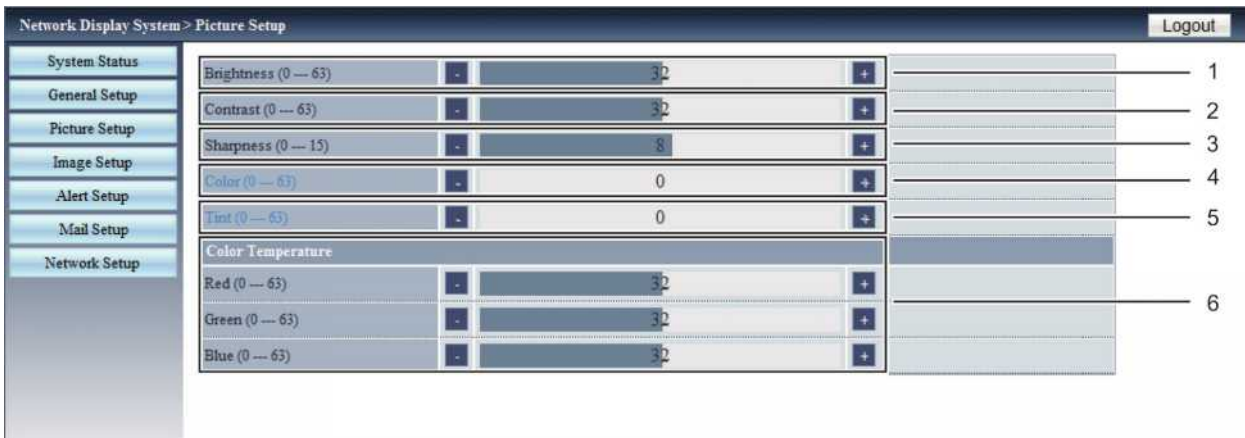 Network Display System > Picture Setup
Logout
System Status
General Setup
Picture Setup
Image Setup
Alert Setup
Mail Setup
Network Setup
Brightness (0 --- 63) - 32 + 1
Contrast (0 --- 63) - 32 + 2
Sharpness (0 --- 15) - 8 + 3
Color (0 --- 63) - 0 + 4
Tint (0 --- 63) - 0 + 5
Color Temperature
Red (0 --- 63) - 32 +
Green (0 --- 63) - 32 + 6
Blue (0 --- 63) - 32 +